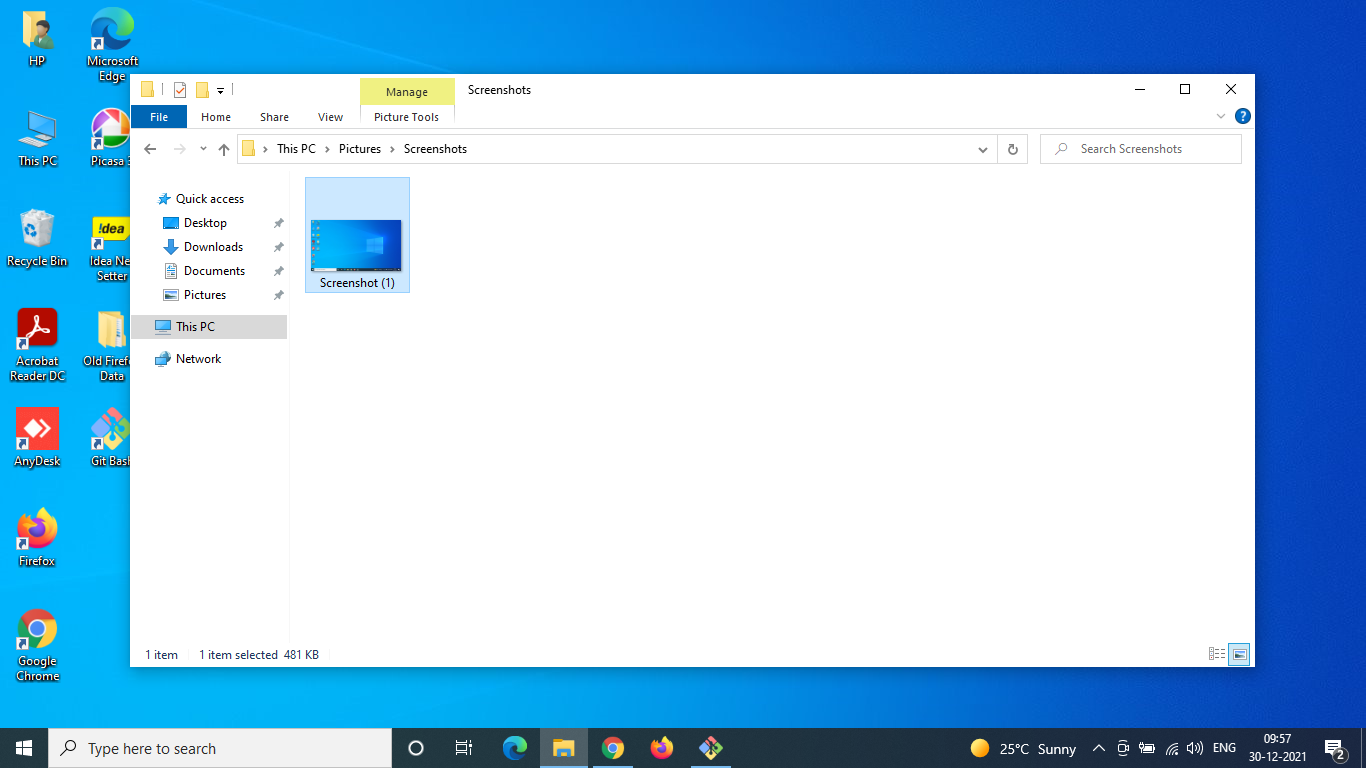 HP
Microsoft
Edge
This PC
Picasa 3
Recycle Bin
!dea
Idea Net
Setter
Acrobat
Reader DC
Old Firefo
Data
AnyDesk
Git Bash
Firefox
Google
Chrome
Manage
Screenshots
File
Home
Share
View
Picture Tools
?
This PC
Pictures
Screenshots
Search Screenshots
Quick access
Desktop
Downloads
Documents
Pictures
This PC
Network
Screenshot (1)
1 item
1 item selected 481 KB
Type here to search
25°C Sunny
ENG
09:57
30-12-2021
2